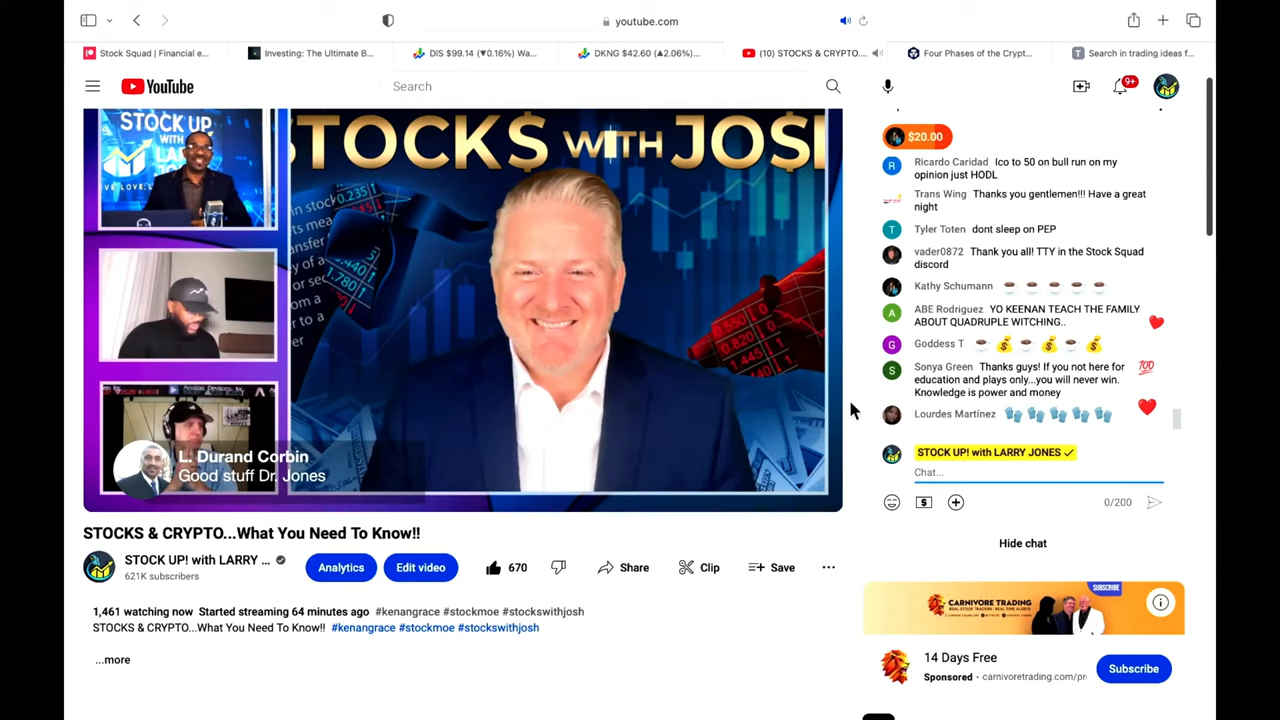 youtube.com
Stock Squad | Financial e...
Investing: The Ultimate B...
DIS $99.14 (▼0.16%) Wa...
DKNG $42.60 (▲2.06%)...
(10) STOCKS & CRYPTO....
Four Phases of the Crypt...
T
Search in trading ideas f...
YouTube
Search
9+
STOCK UP
WITH
STOCKS WITH JOSH
L. Durand Corbin
Good stuff Dr. Jones
$20.00
R
Ricardo Caridad Ico to 50 on bull run on my
opinion just HODL
Trans Wing Thanks you gentlemen!!! Have a great
night
T
Tyler Toten dont sleep on PEP
vader0872 Thank you all! TTY in the Stock Squad
discord
Kathy Schumann ☕ ☕ ☕ ☕ ☕
A
ABE Rodriguez YO KEENAN TEACH THE FAMILY
ABOUT QUADRUPLE WITCHING..
G
Goddess T ☕ 💰 ☕ 💰 ☕ 💰
S
Sonya Green Thanks guys! If you not here for
education and plays only...you will never win.
Knowledge is power and money
Lourdes Martínez 🧤 🧤 🧤 🧤 🧤
STOCK UP! with LARRY JONES ✓
Chat...
0/200
Hide chat
STOCKS & CRYPTO...What You Need To Know!!
STOCK UP! with LARRY ...
621K subscribers
Analytics
Edit video
670
Share
Clip
Save
1,461 watching now Started streaming 64 minutes ago #kenangrace #stockmoe #stockswithjosh
STOCKS & CRYPTO...What You Need To Know!! #kenangrace #stockmoe #stockswithjosh
...more
SUBSCRIBE
CARNIVORE TRADING
REAL STOCK TRADERS · REAL TIME ALERTS
14 Days Free
Sponsored · carnivoretrading.com/pr
Subscribe